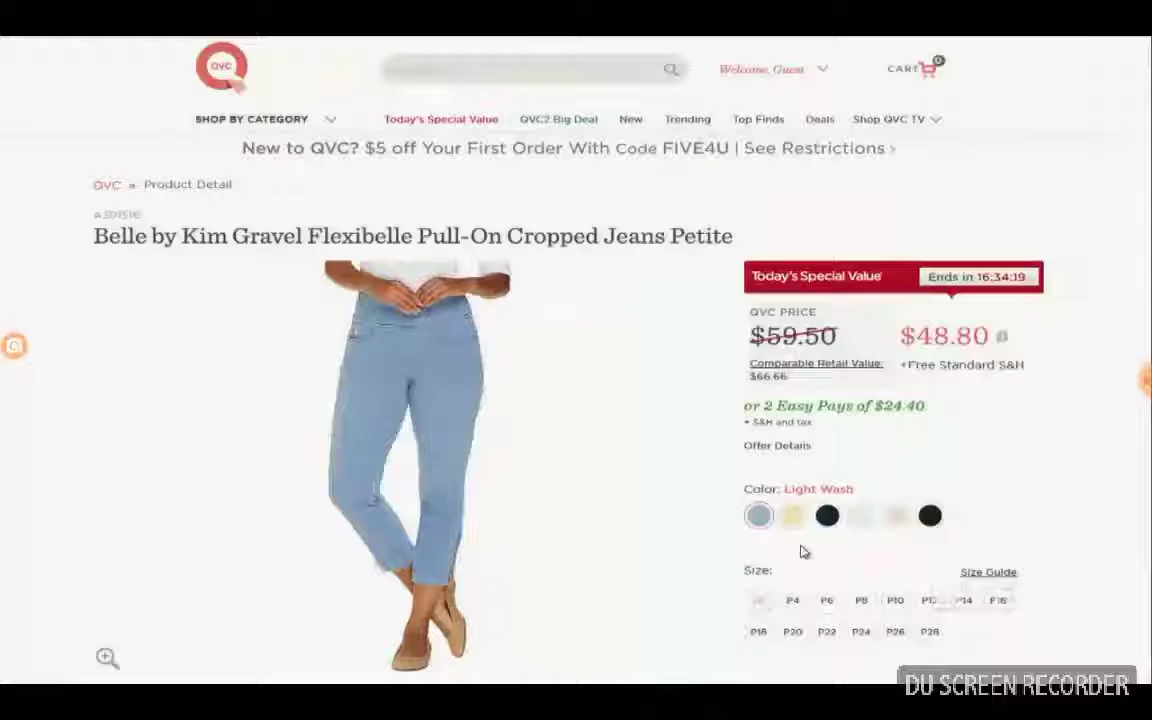 QVC
Welcome, Guest
CART 0
SHOP BY CATEGORY
Today's Special Value QVC2 Big Deal New Trending Top Finds Deals Shop QVC TV
New to QVC? $5 off Your First Order With Code FIVE4U | See Restrictions ›
QVC » Product Detail
Belle by Kim Gravel Flexibelle Pull-On Cropped Jeans Petite
Today's Special Value Ends in 16:34:19
QVC PRICE
$59.50 $48.80
Comparable Retail Value: +Free Standard S&H
$66.66
or 2 Easy Pays of $24.40
+ S&H and tax
Offer Details
Color: Light Wash
Size: Size Guide
P4 P6 P8 P10 P14 P16
P18 P20 P22 P24 P26 P28
DU SCREEN RECORDER